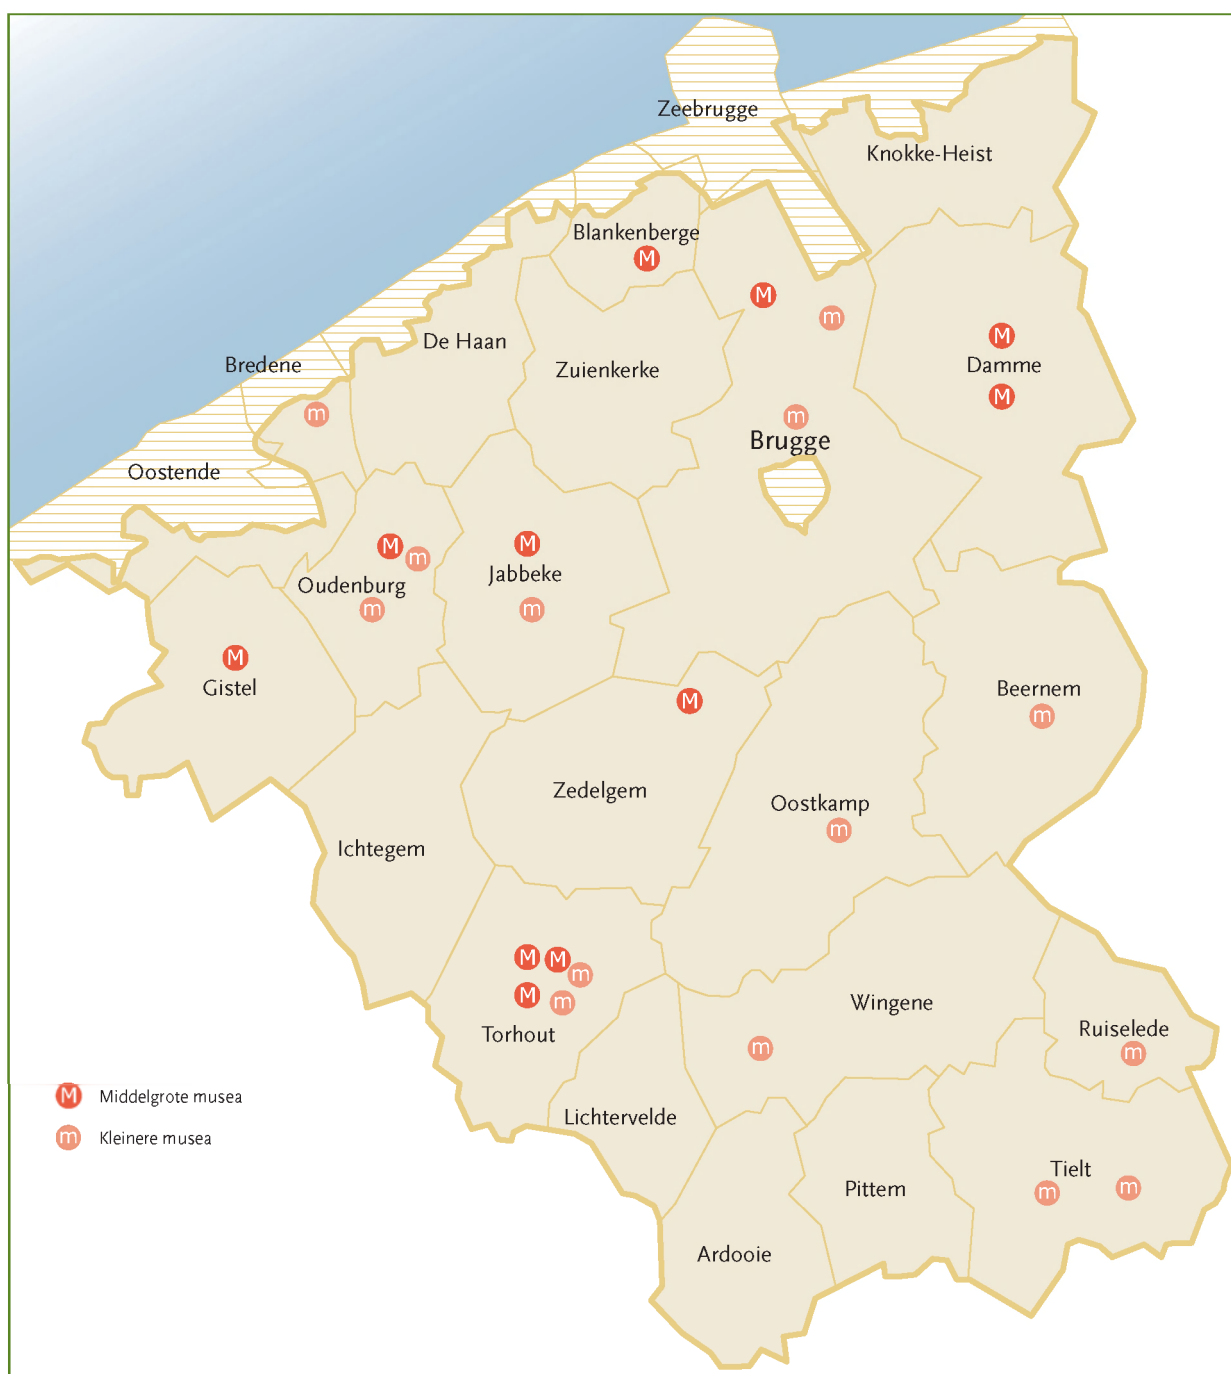 Zeebrugge
Knokke-Heist
Blankenberge
M
M
m
De Haan
M
Bredene
Zuienkerke
Damme
M
m
m
Brugge
Oostende
M
m
M
Oudenburg
Jabbeke
m
m
M
Gistel
M
Beernem
m
Zedelgem
Oostkamp
m
Ichtegem
M
M
m
M
m
Wingene
Torhout
Ruiselede
m
m
M
Middelgrote musea
Lichtervelde
m
Kleinere musea
Tielt
Pittem
m
m
Ardooie